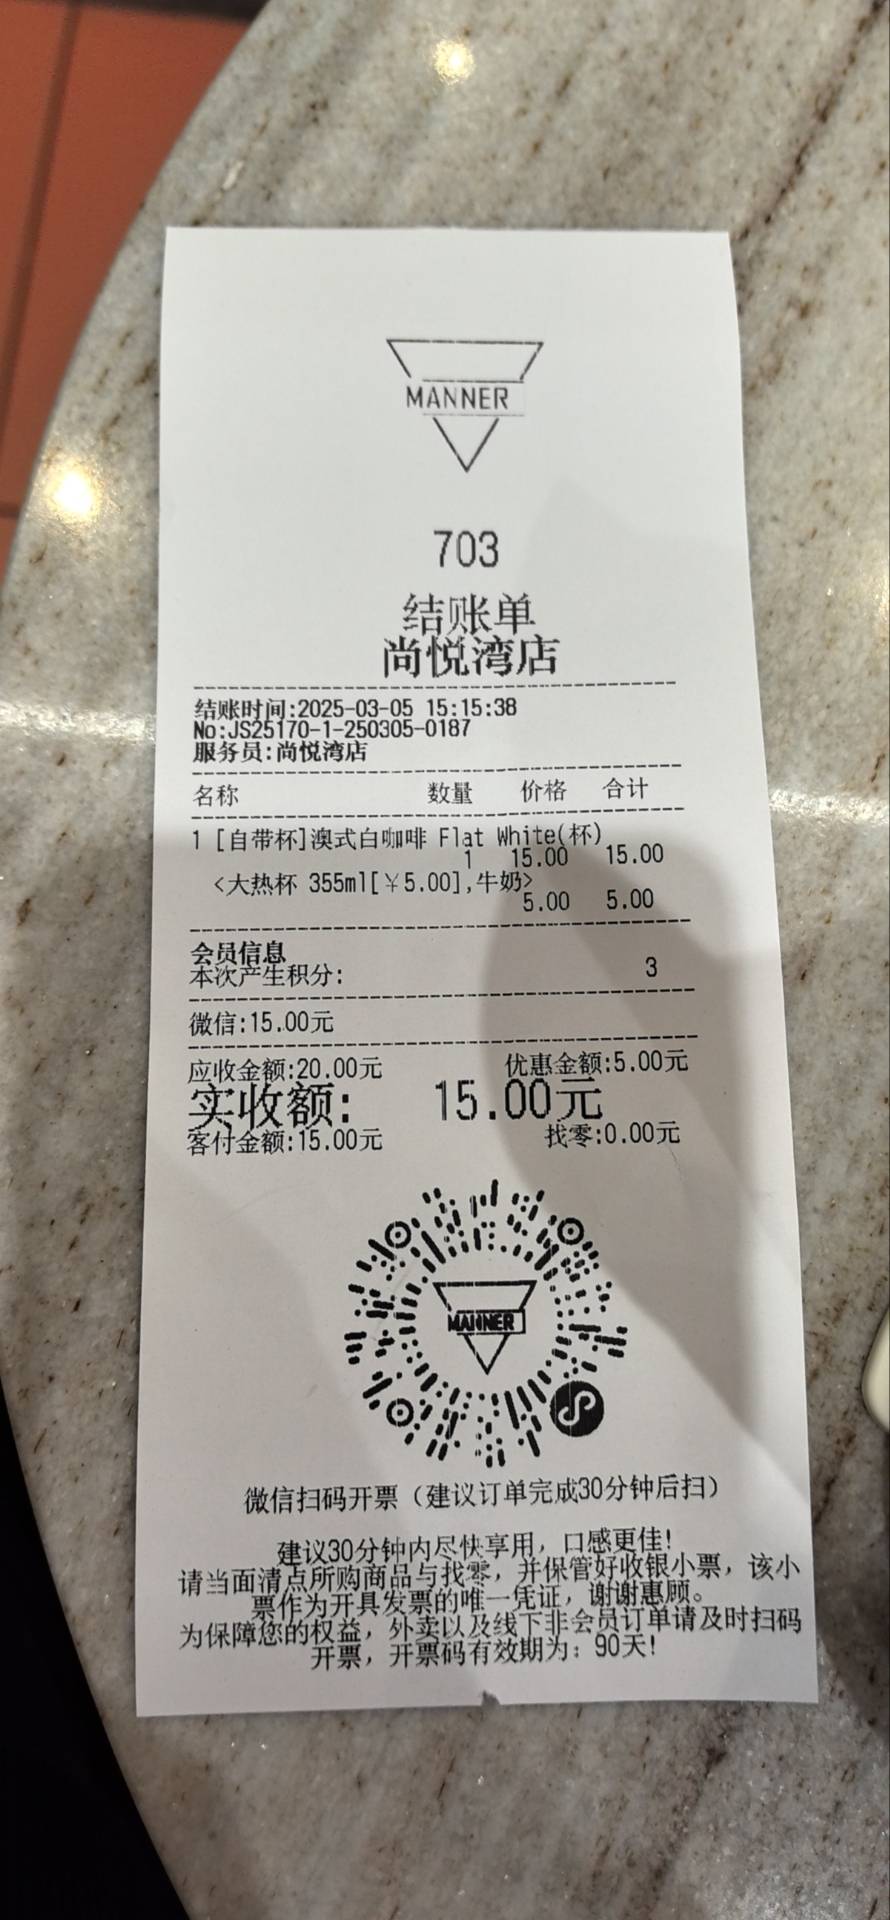 MANNER
703
结账单
尚悦湾店
结账时间:2025-03-05 15:15:38
No:JS25170-1-250305-0187
服务员:尚悦湾店
名称 数量 价格 合计
1 [自带杯]澳式白咖啡 Flat White(杯)
1 15.00 15.00
<大热杯 355ml[￥5.00],牛奶>
5.00 5.00
会员信息
本次产生积分: 3
微信:15.00元
应收金额:20.00元 优惠金额:5.00元
实收额: 15.00元
客付金额:15.00元 找零:0.00元
MANNER
微信扫码开票（建议订单完成30分钟后扫）
建议30分钟内尽快享用，口感更佳！
请当面清点所购商品与找零，并保管好收银小票，该小
票作为开具发票的唯一凭证，谢谢惠顾。
为保障您的权益，外卖以及线下非会员订单请及时扫码
开票，开票码有效期为：90天！